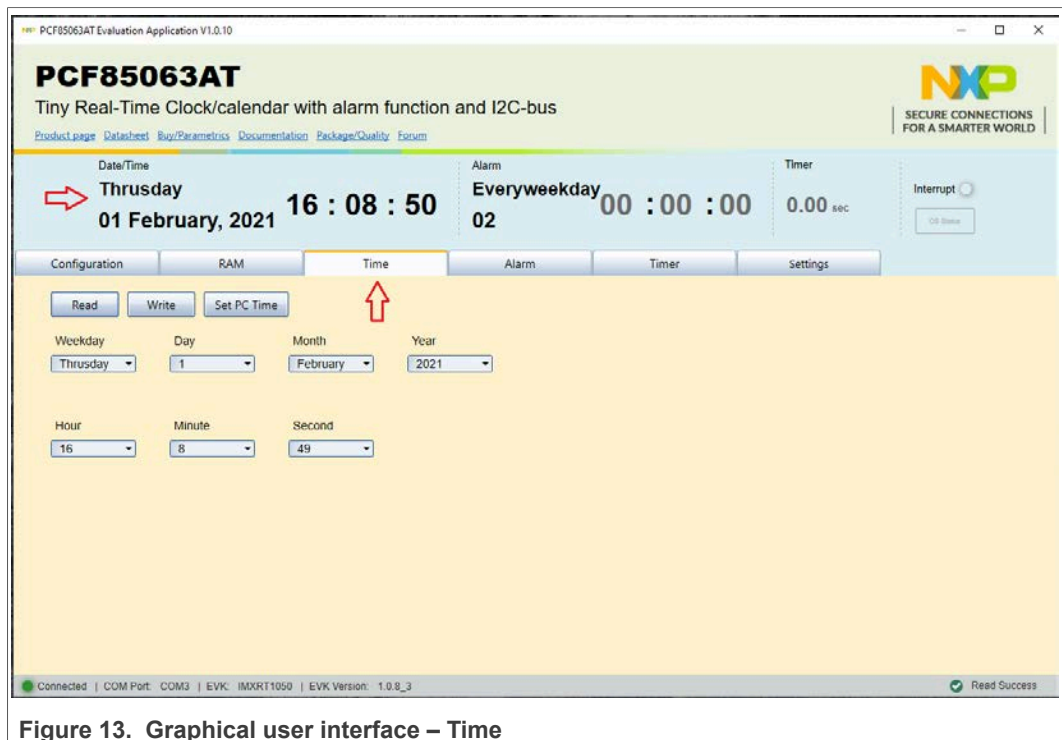 NXP PCF85063AT Evaluation Application V1.0.10
PCF85063AT
Tiny Real-Time Clock/calendar with alarm function and I2C-bus
Product page Datasheet Buy/Parametrics Documentation Package/Quality Forum
NXP
SECURE CONNECTIONS
FOR A SMARTER WORLD
Date/Time
Thrusday
01 February, 2021
16 : 08 : 50
Alarm
Everyweekday
02
00 : 00 : 00
Timer
0.00 sec
Interrupt
Configuration RAM Time Alarm Timer Settings
Read Write Set PC Time
Weekday Day Month Year
Thrusday 1 February 2021
Hour Minute Second
16 8 49
Connected | COM Port: COM3 | EVK: IMXRT1050 | EVK Version: 1.0.8_3 Read Success
Figure 13. Graphical user interface – Time